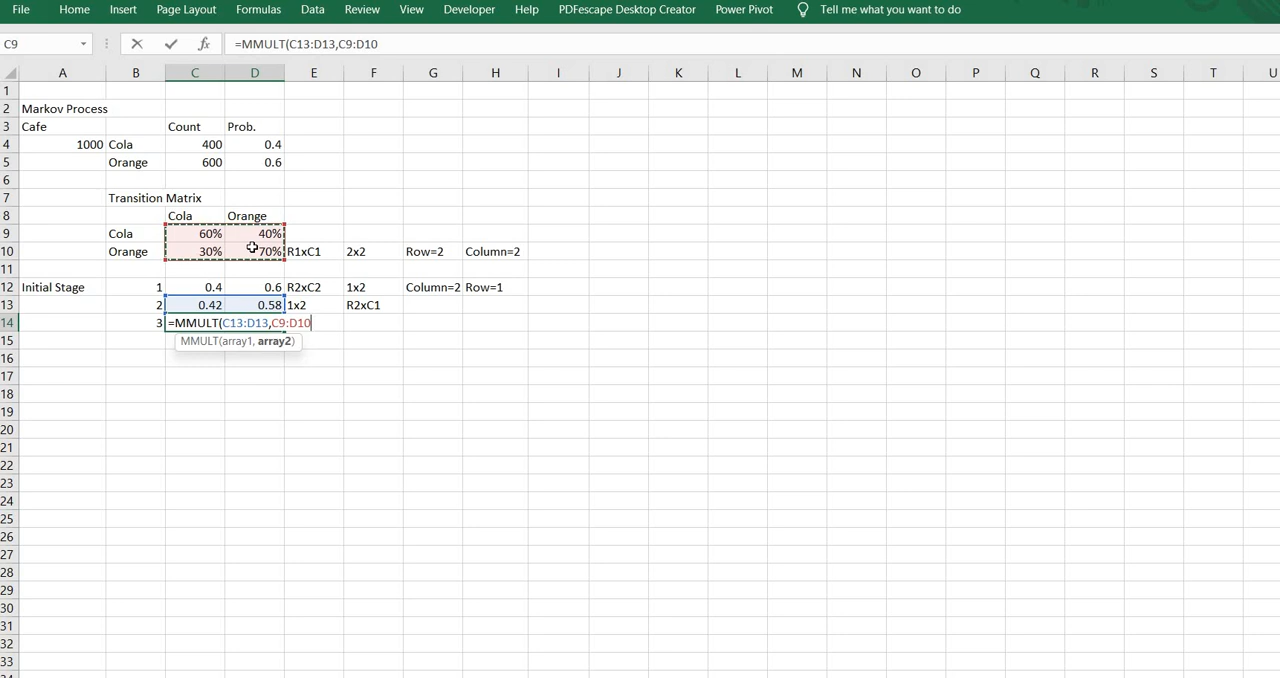 File Home Insert Page Layout Formulas Data Review View Developer Help PDFescape Desktop Creator Power Pivot Tell me what you want to do
C9 fx =MMULT(C13:D13,C9:D10
A B C D E F G H I J K L M N O P Q R S T U
1
2 Markov Process
3 Cafe Count Prob.
4 1000 Cola 400 0.4
5 Orange 600 0.6
6
7 Transition Matrix
8 Cola Orange
9 Cola 60% 40%
10 Orange 30% 70% R1xC1 2x2 Row=2 Column=2
11
12 Initial Stage 1 0.4 0.6 R2xC2 1x2 Column=2 Row=1
13 2 0.42 0.58 1x2 R2xC1
14 3 =MMULT(C13:D13,C9:D10
15 MMULT(array1, array2)
16
17
18
19
20
21
22
23
24
25
26
27
28
29
30
31
32
33